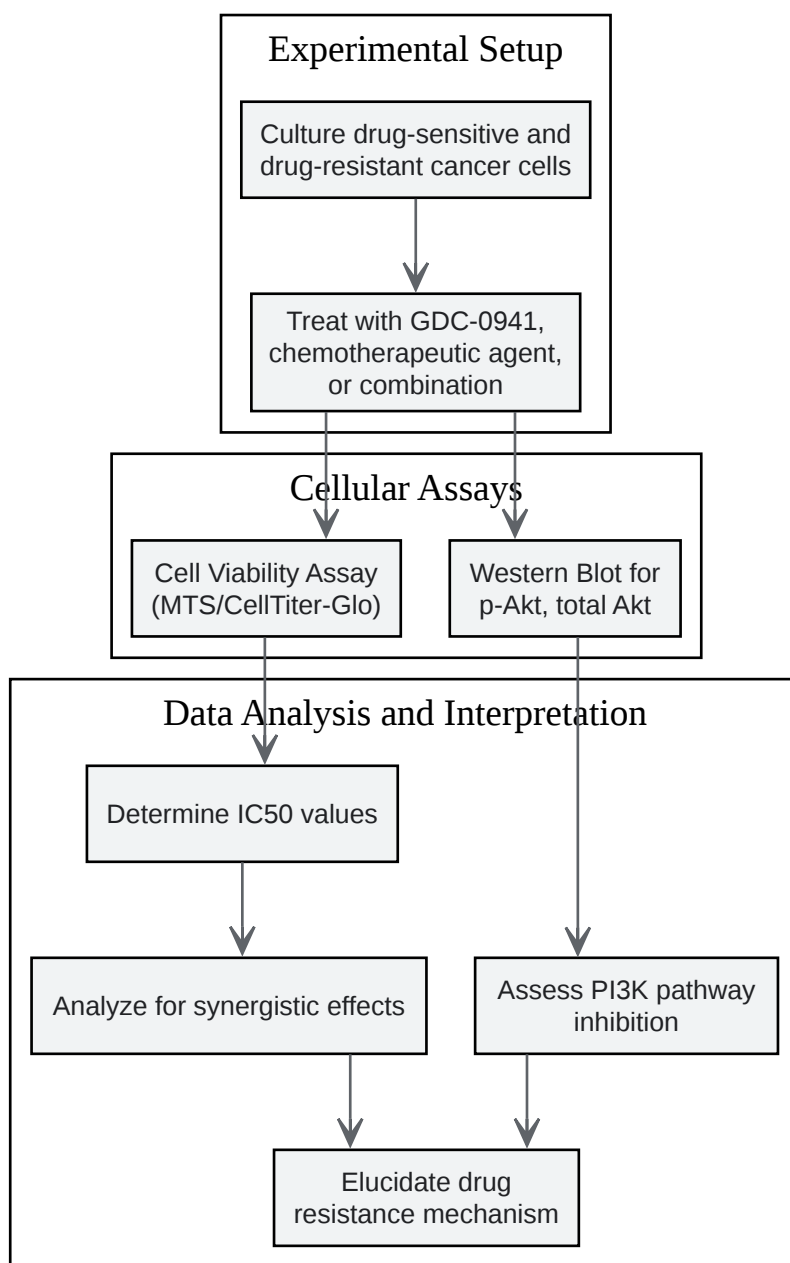 Experimental Setup
Culture drug-sensitive and
drug-resistant cancer cells
Treat with GDC-0941,
chemotherapeutic agent,
or combination
Cellular Assays
Cell Viability Assay
(MTS/CellTiter-Glo)
Western Blot for
p-Akt, total Akt
Data Analysis and Interpretation
Determine IC50 values
Analyze for synergistic effects
Assess PI3K pathway
inhibition
Elucidate drug
resistance mechanism